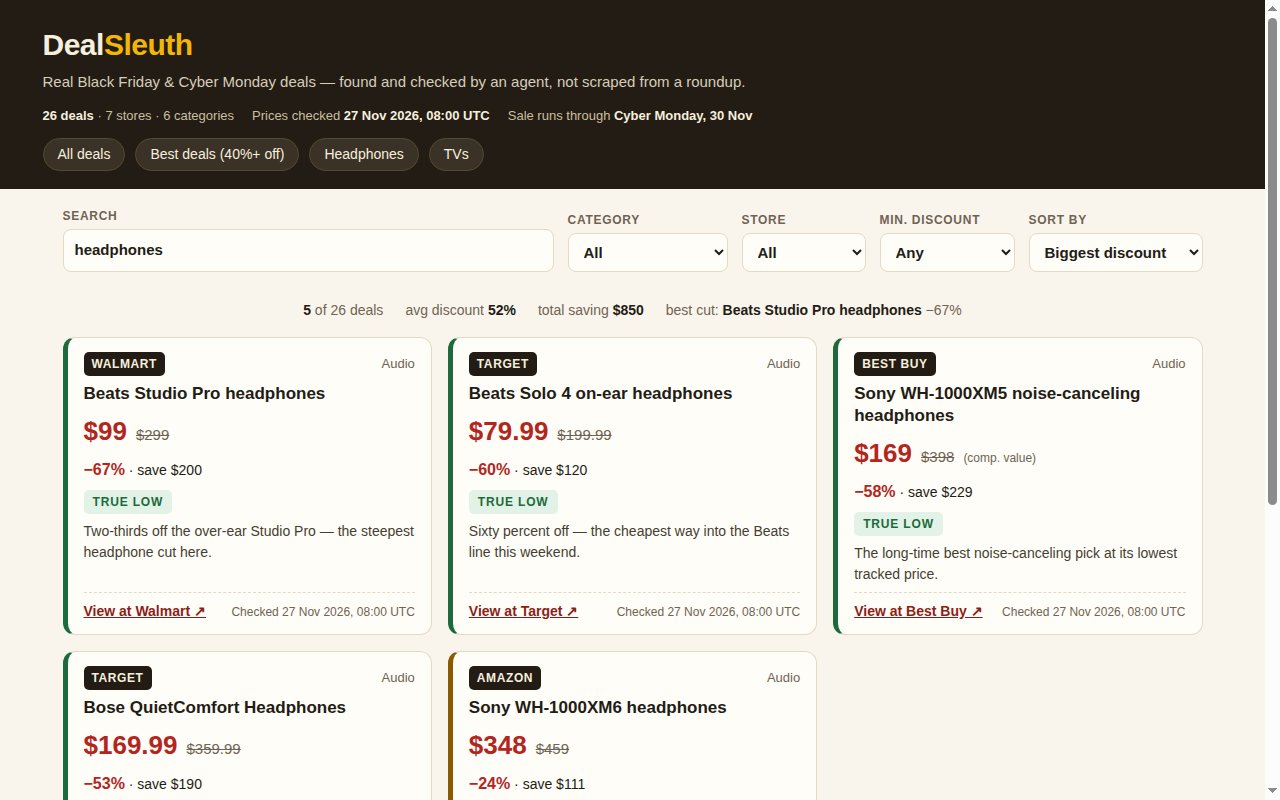 DealSleuth
Real Black Friday & Cyber Monday deals — found and checked by an agent, not scraped from a roundup.
26 deals · 7 stores · 6 categories Prices checked 27 Nov 2026, 08:00 UTC Sale runs through Cyber Monday, 30 Nov
All deals Best deals (40%+ off) Headphones TVs
SEARCH CATEGORY STORE MIN. DISCOUNT SORT BY
headphones All All Any Biggest discount
5 of 26 deals avg discount 52% total saving $850 best cut: Beats Studio Pro headphones −67%
WALMART Audio
Beats Studio Pro headphones
$99 $299
−67% · save $200
TRUE LOW
Two-thirds off the over-ear Studio Pro — the steepest
headphone cut here.
View at Walmart ↗ Checked 27 Nov 2026, 08:00 UTC
TARGET Audio
Beats Solo 4 on-ear headphones
$79.99 $199.99
−60% · save $120
TRUE LOW
Sixty percent off — the cheapest way into the Beats
line this weekend.
View at Target ↗ Checked 27 Nov 2026, 08:00 UTC
BEST BUY Audio
Sony WH-1000XM5 noise-canceling
headphones
$169 $398 (comp. value)
−58% · save $229
TRUE LOW
The long-time best noise-canceling pick at its lowest
tracked price.
View at Best Buy ↗ Checked 27 Nov 2026, 08:00 UTC
TARGET Audio
Bose QuietComfort Headphones
$169.99 $359.99
−53% · save $190
AMAZON Audio
Sony WH-1000XM6 headphones
$348 $459
−24% · save $111